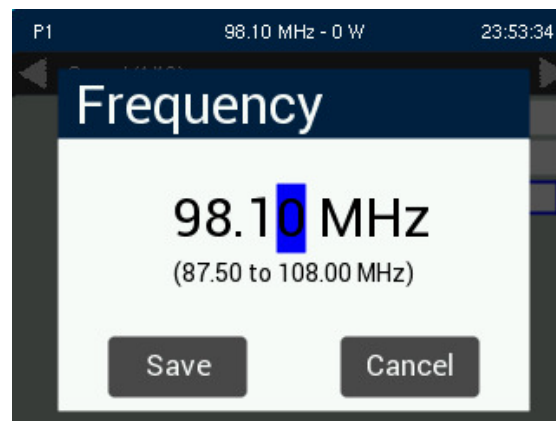 P1 98.10 MHz - 0 W 23:53:34
Frequency
98.10 MHz
(87.50 to 108.00 MHz)
Save Cancel